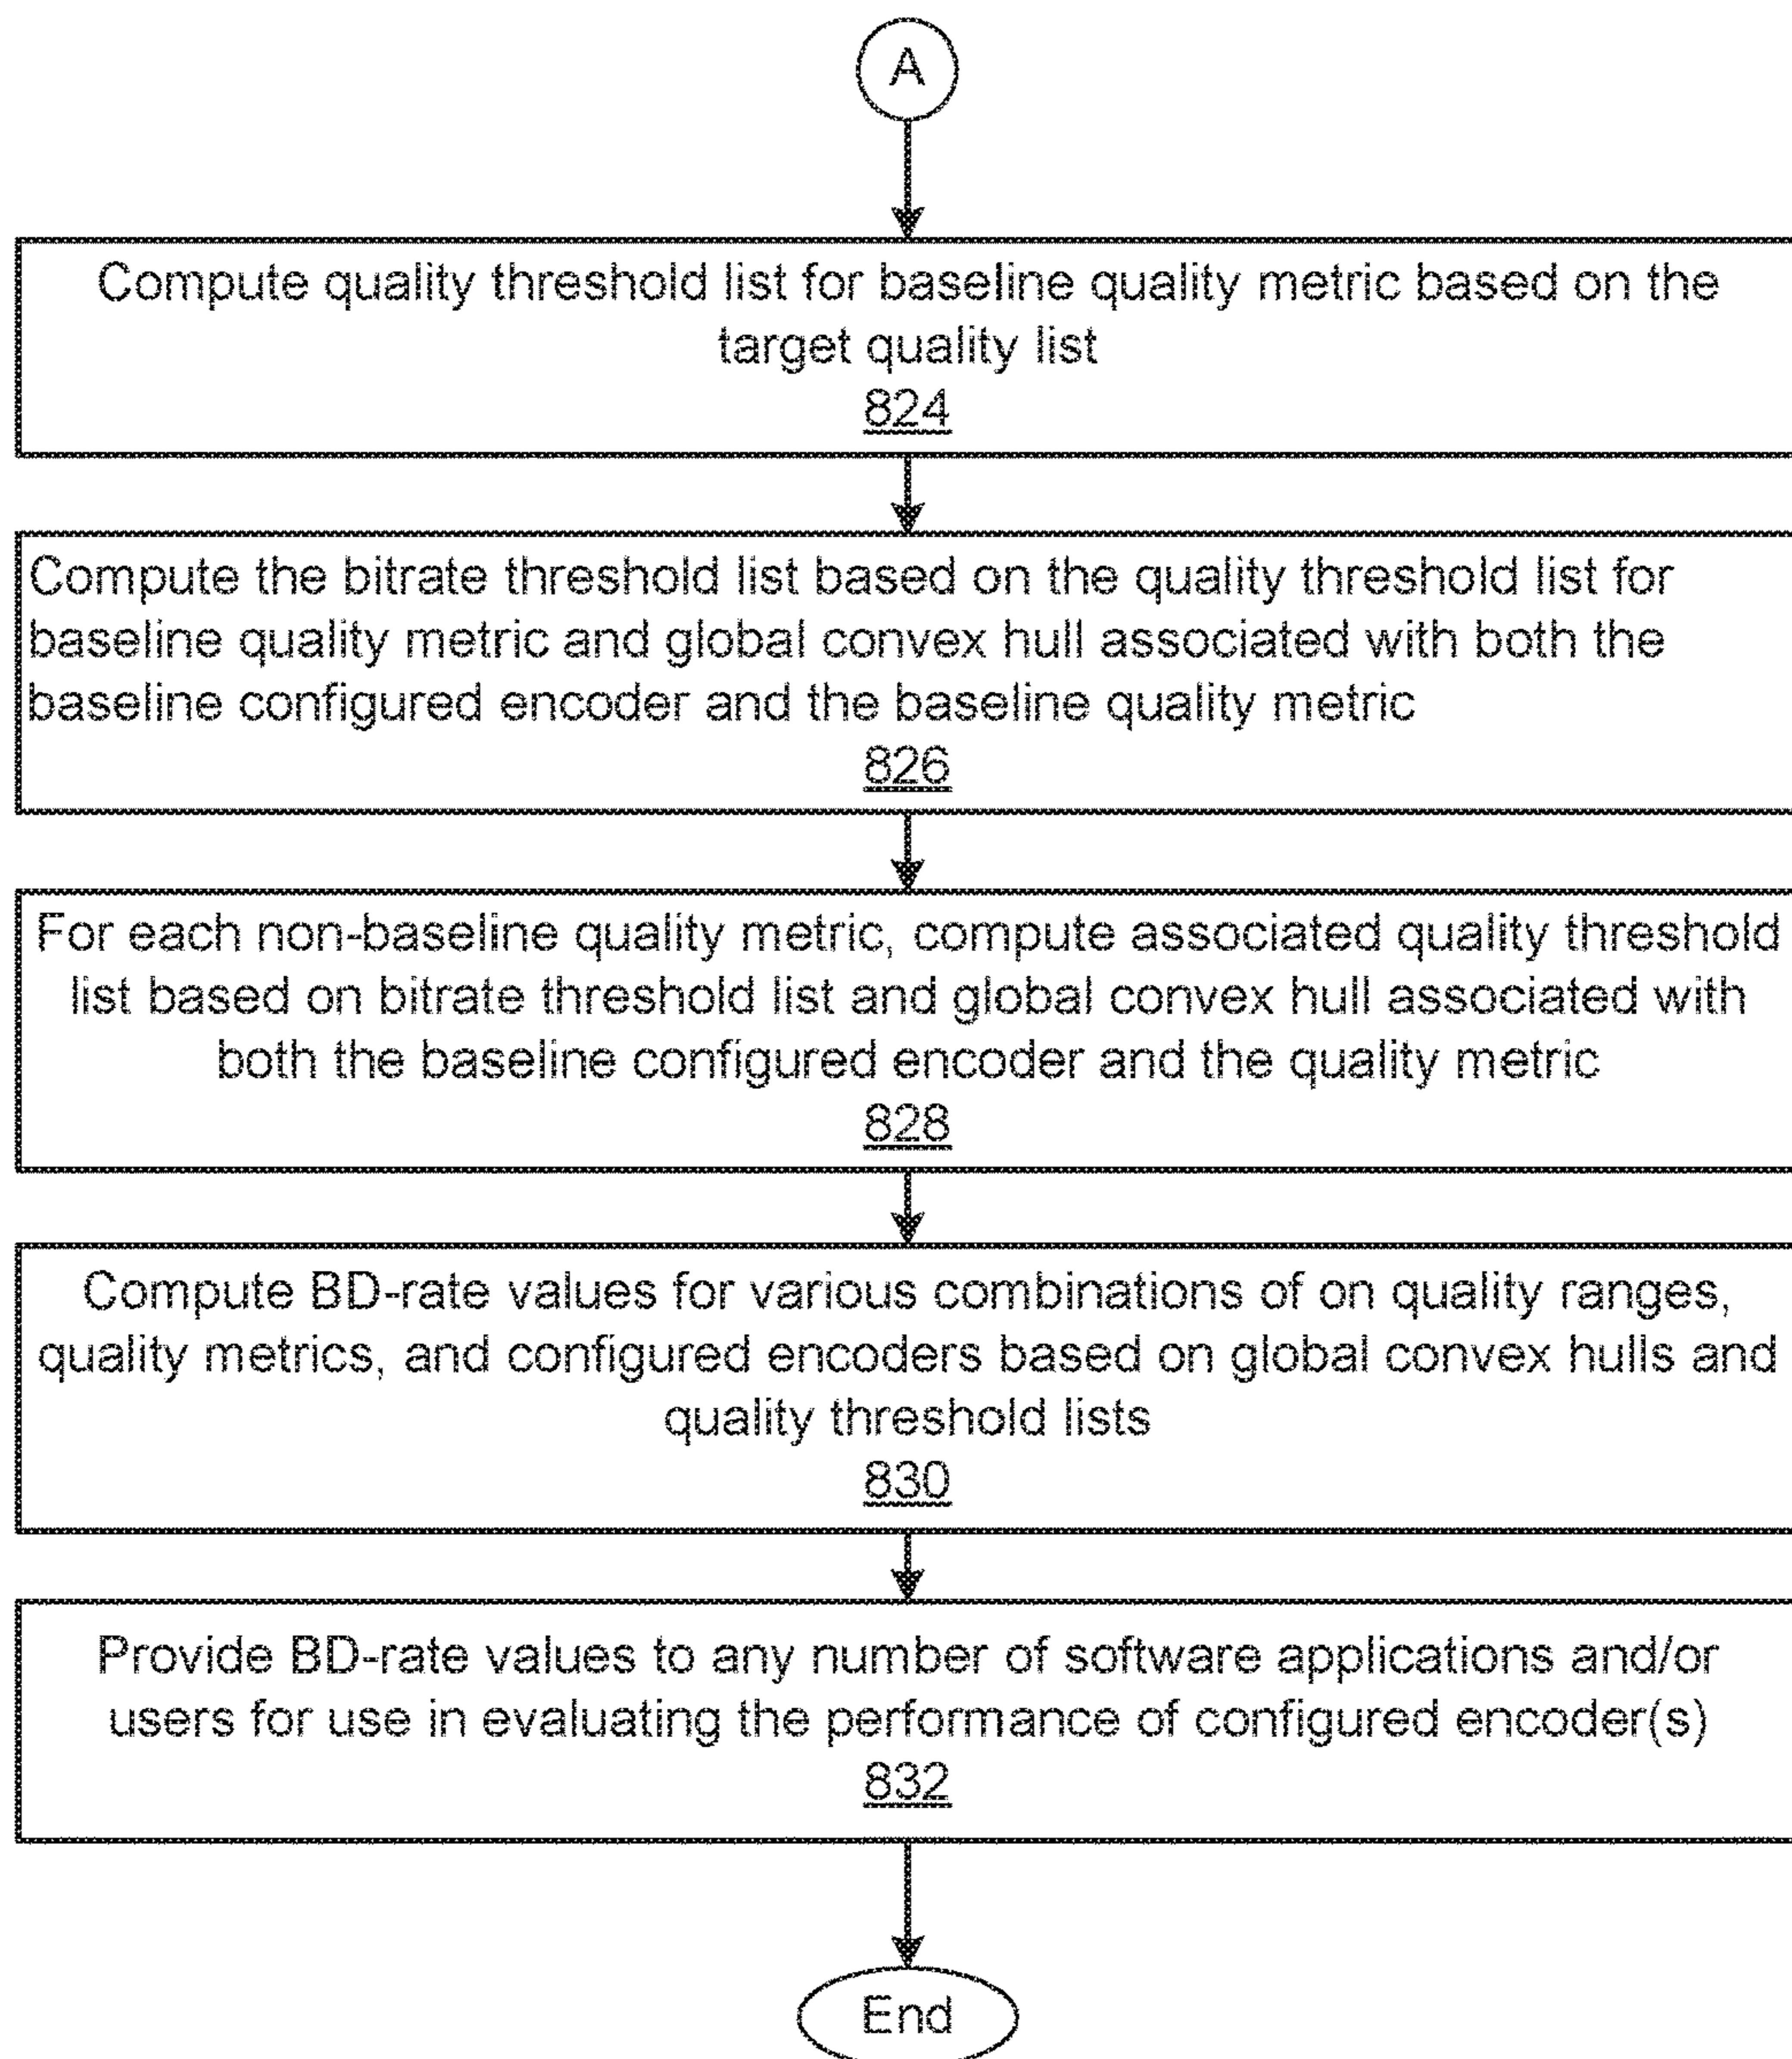 A
Compute quality threshold list for baseline quality metric based on the
target quality list
824
Compute the bitrate threshold list based on the quality threshold list for
baseline quality metric and global convex hull associated with both the
baseline configured encoder and the baseline quality metric
826
For each non-baseline quality metric, compute associated quality threshold
list based on bitrate threshold list and global convex hull associated with
both the baseline configured encoder and the quality metric
828
Compute BD-rate values for various combinations of on quality ranges,
quality metrics, and configured encoders based on global convex hulls and
quality threshold lists
830
Provide BD-rate values to any number of software applications and/or
users for use in evaluating the performance of configured encoder(s)
832
End